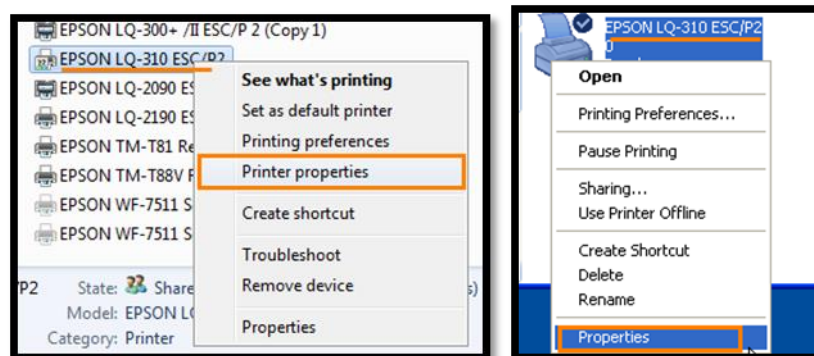 EPSON LQ-300+ /II ESC/P 2 (Copy 1)
EPSON LQ-310 ESC/P2
EPSON LQ-2090 ES
EPSON LQ-2190 ES
EPSON TM-T81 Re
EPSON TM-T88V R
EPSON WF-7511 S
EPSON WF-7511 S
See what's printing
Set as default printer
Printing preferences
Printer properties
Create shortcut
Troubleshoot
Remove device
Properties
/P2 State: Share s)
Model: EPSON LQ
Category: Printer
EPSON LQ-310 ESC/P2
0
Open
Printing Preferences...
Pause Printing
Sharing...
Use Printer Offline
Create Shortcut
Delete
Rename
Properties